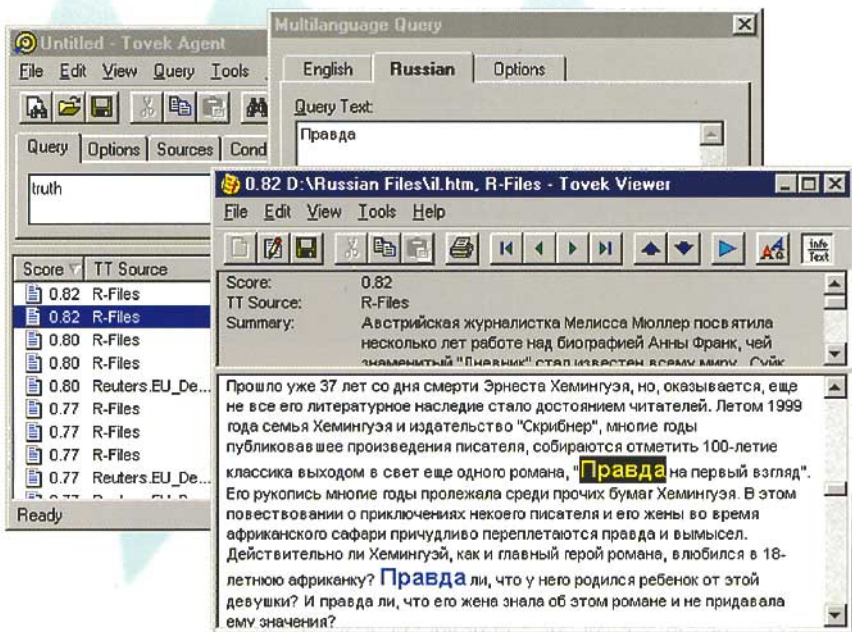 Untitled - Tovek Agent
File Edit View Query Tools
Query Options Sources Cond
truth
Score TT Source
0.82 R-Files
0.82 R-Files
0.80 R-Files
0.80 R-Files
0.80 Reuters.EU_De...
0.77 R-Files
0.77 R-Files
0.77 R-Files
0.77 Reuters.EU_De...
Ready
Multilanguage Query
English Russian Options
Query Text:
Правда
0.82 D:\Russian Files\il.htm, R-Files - Tovek Viewer
File Edit View Tools Help
info Text
Score: 0.82
TT Source: R-Files
Summary: Австрийская журналистка Мелисса Мюллер посвятила
несколько лет работе над биографией Анны Франк, чей
знаменитый "Дневник" стал известен всему миру.
Прошло уже 37 лет со дня смерти Эрнеста Хемингуэя, но, оказывается, еще
не все его литературное наследие стало достоянием читателей. Летом 1999
года семья Хемингуэя и издательство "Скрибнер", многие годы
публиковавшее произведения писателя, собираются отметить 100-летие
классика выходом в свет еще одного романа, "Правда на первый взгляд".
Его рукопись многие годы пролежала среди прочих бумаг Хемингуэя. В этом
повествовании о приключениях некоего писателя и его жены во время
африканского сафари причудливо переплетаются правда и вымысел.
Действительно ли Хемингуэй, как и главный герой романа, влюбился в 18-
летнюю африканку? Правда ли, что у него родился ребенок от этой
девушки? И правда ли, что его жена знала об этом романе и не придавала
ему значения?